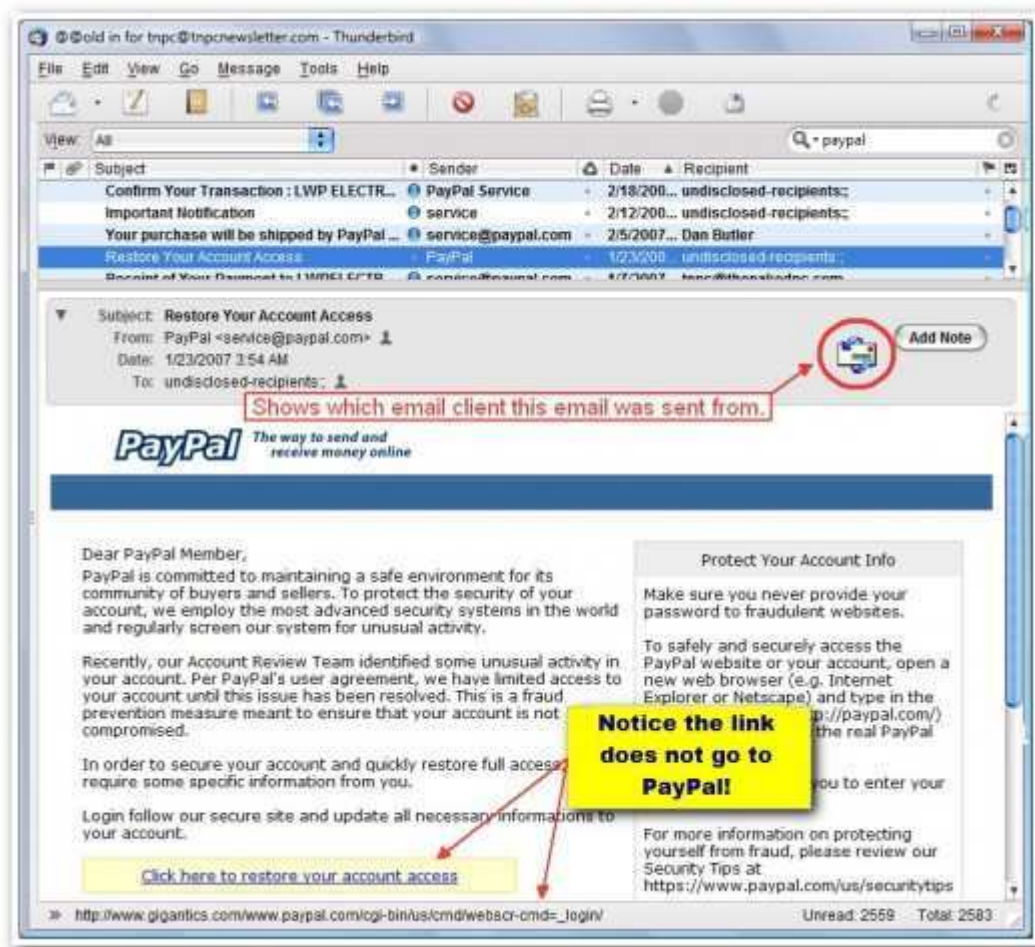 @@old in for tnpc@tnpcnewsletter.com - Thunderbird
File Edit View Go Message Tools Help
View: All paypal
Subject Sender Date Recipient
Confirm Your Transaction : LWP ELECTR... PayPal Service 2/18/200... undisclosed-recipients:;
Important Notification service 2/12/200... undisclosed-recipients:;
Your purchase will be shipped by PayPal ... service@paypal.com 2/5/2007... Dan Butler
Restore Your Account Access PayPal 1/23/200... undisclosed-recipients:;
Receipt of Your Payment to LWPELECTR... service@paypal.com 1/7/2007...
Subject: Restore Your Account Access
From: PayPal <service@paypal.com>
Add Note
Date: 1/23/2007 3:54 AM
To: undisclosed-recipients:;
Shows which email client this email was sent from.
PayPal The way to send and
receive money online
Dear PayPal Member,
PayPal is committed to maintaining a safe environment for its
community of buyers and sellers. To protect the security of your
account, we employ the most advanced security systems in the world
and regularly screen our system for unusual activity.
Recently, our Account Review Team identified some unusual activity in
your account. Per PayPal's user agreement, we have limited access to
your account until this issue has been resolved. This is a fraud
prevention measure meant to ensure that your account is not
compromised.
In order to secure your account and quickly restore full access,
require some specific information from you.
Login follow our secure site and update all necessary informations to
your account.
Click here to restore your account access
Protect Your Account Info
Make sure you never provide your
password to fraudulent websites.
To safely and securely access the
PayPal website or your account, open a
new web browser (e.g. Internet
Explorer or Netscape) and type in the
p://paypal.com/)
the real PayPal
you to enter your
For more information on protecting
yourself from fraud, please review our
Security Tips at
https://www.paypal.com/us/securitytips
Notice the link
does not go to
PayPal!
http://www.gigantics.com/www.paypal.com/cgi-bin/us/cmd/webscr-cmd=_login/ Unread: 2559 Total: 2583